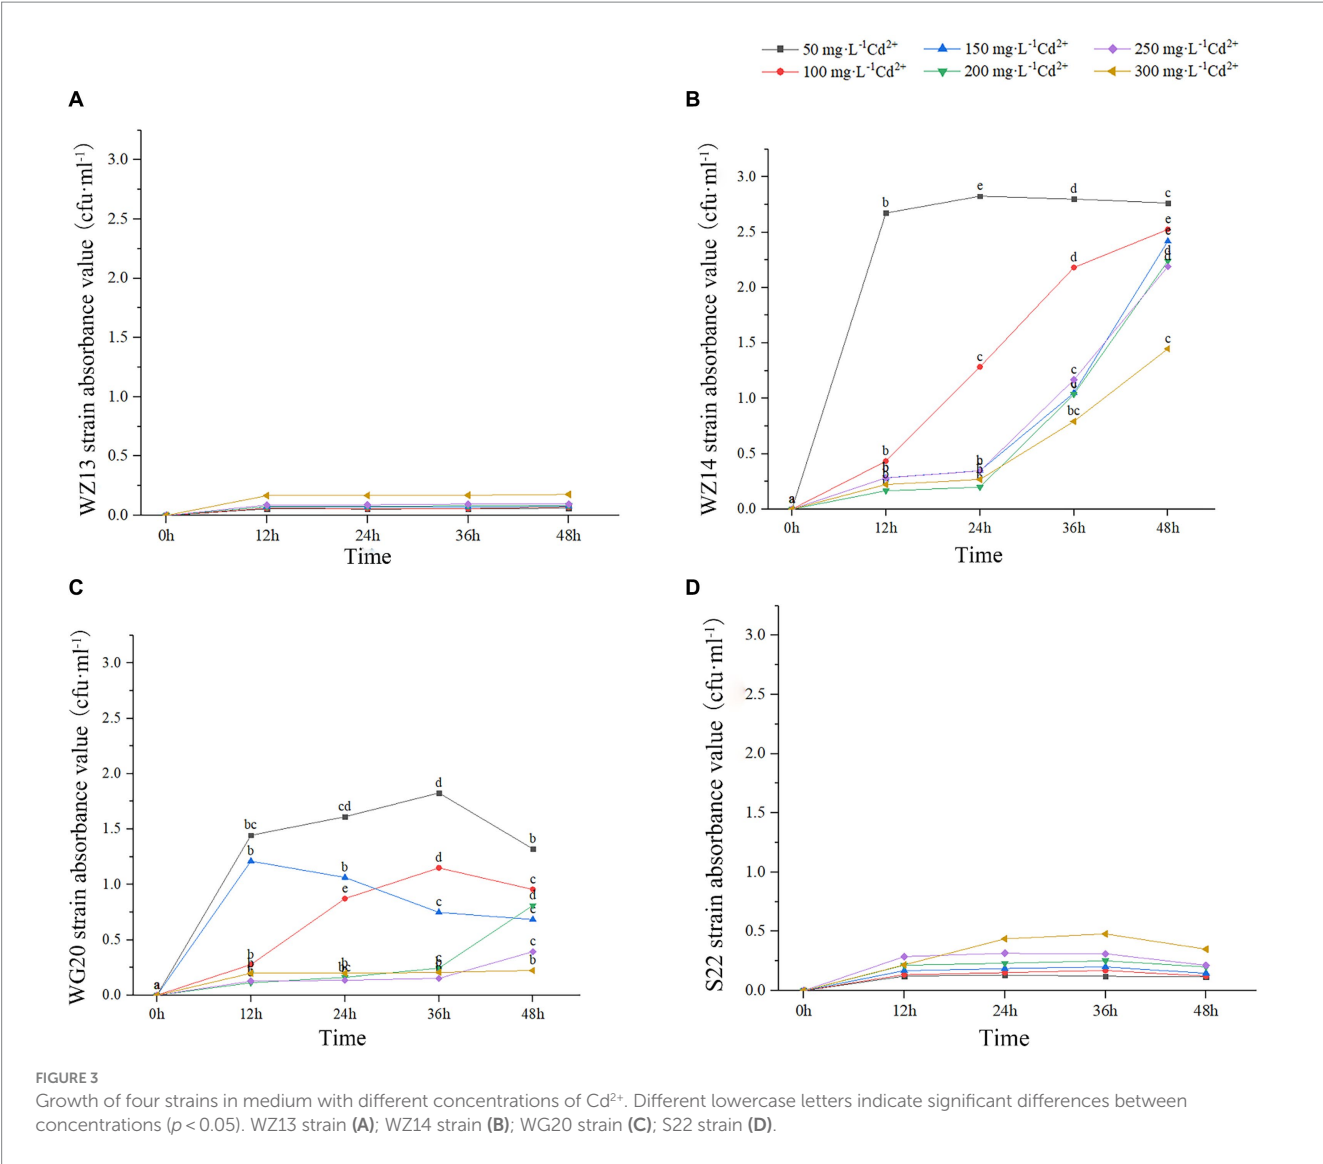 50 mg·L⁻¹Cd²⁺ 150 mg·L⁻¹Cd²⁺ 250 mg·L⁻¹Cd²⁺
100 mg·L⁻¹Cd²⁺ 200 mg·L⁻¹Cd²⁺ 300 mg·L⁻¹Cd²⁺
A
WZ13 strain absorbance value (cfu·ml⁻¹)
3.0
2.5
2.0
1.5
1.0
0.5
0.0
0h 12h 24h 36h 48h
Time
B
WZ14 strain absorbance value (cfu·ml⁻¹)
3.0
2.5
2.0
1.5
1.0
0.5
0.0
a
b e d c
b c d e
e
d
d
b b c
bc c
0h 12h 24h 36h 48h
Time
C
WG20 strain absorbance value (cfu·ml⁻¹)
3.0
2.5
2.0
1.5
1.0
0.5
0.0
a
bc cd d b
b b c c
b e d c
d
c
b
b bc c
0h 12h 24h 36h 48h
Time
D
S22 strain absorbance value (cfu·ml⁻¹)
3.0
2.5
2.0
1.5
1.0
0.5
0.0
0h 12h 24h 36h 48h
Time
FIGURE 3
Growth of four strains in medium with different concentrations of Cd²⁺. Different lowercase letters indicate significant differences between
concentrations (p < 0.05). WZ13 strain (A); WZ14 strain (B); WG20 strain (C); S22 strain (D).